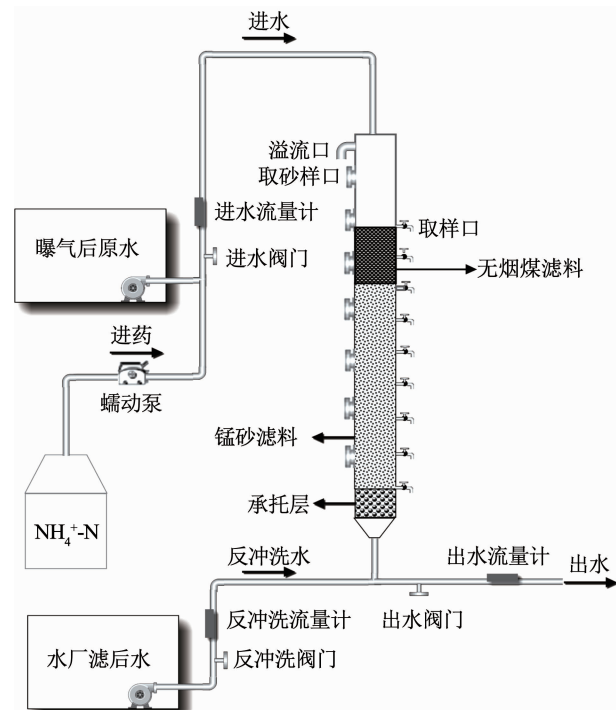 进水
溢流口
取砂样口
进水流量计
取样口
曝气后原水
进水阀门
无烟煤滤料
进药
蠕动泵
锰砂滤料
NH₄⁺-N
承托层
反冲洗水
出水流量计
出水
反冲洗流量计
出水阀门
水厂滤后水
反冲洗阀门